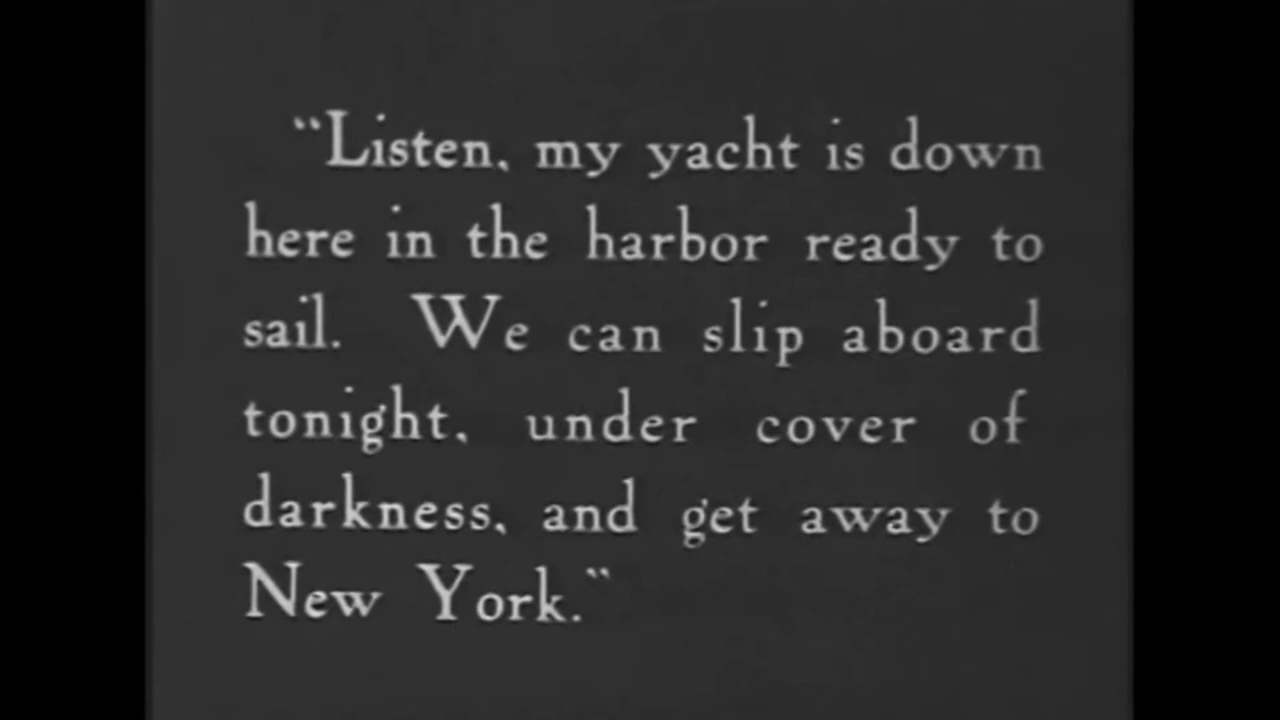 “Listen, my yacht is down
here in the harbor ready to
sail. We can slip aboard
tonight, under cover of
darkness, and get away to
New York.”